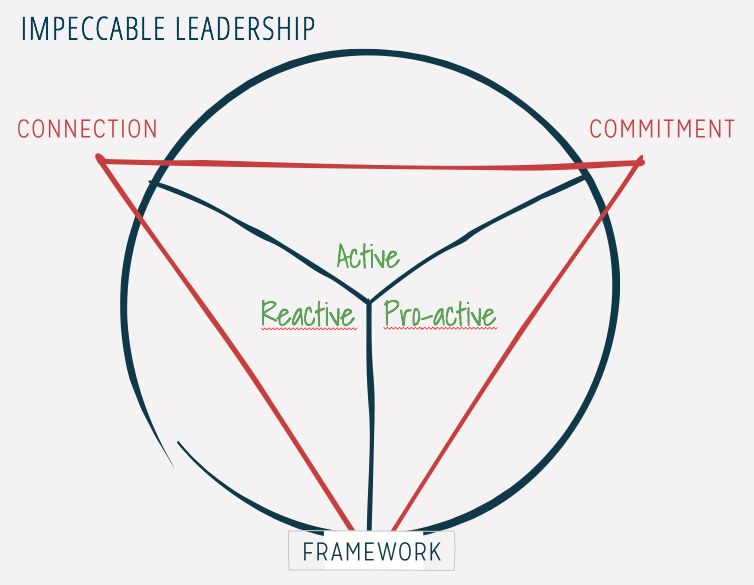 IMPECCABLE LEADERSHIP
CONNECTION
COMMITMENT
Active
Reactive
Pro-active
FRAMEWORK